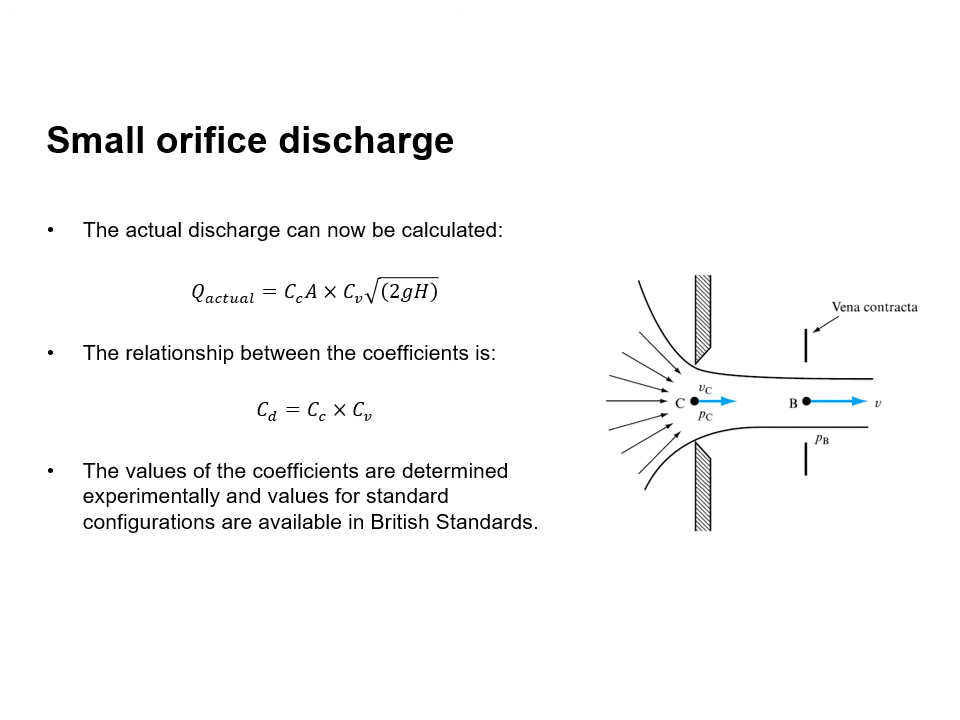 Small orifice discharge
• The actual discharge can now be calculated:
Q_actual = C_c A × C_v √(2gH)
• The relationship between the coefficients is:
C_d = C_c × C_v
• The values of the coefficients are determined
experimentally and values for standard
configurations are available in British Standards.
Vena contracta
v_C
C
p_C
B
v
p_B